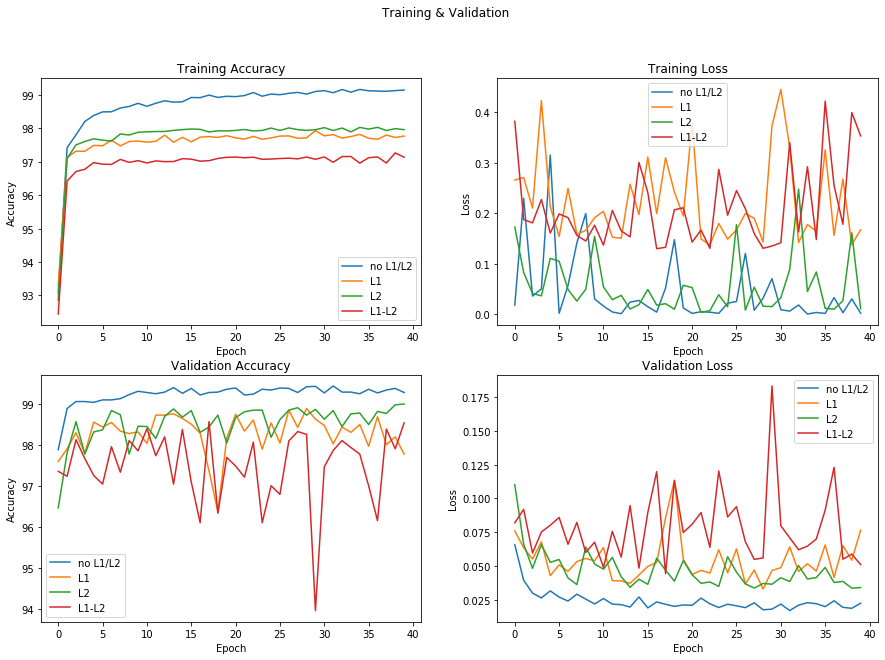 Training & Validation
Training Accuracy
Accuracy
99
98
97
96
95
94
93
no L1/L2
L1
L2
L1-L2
0 5 10 15 20 25 30 35 40
Epoch
Training Loss
Loss
0.4
0.3
0.2
0.1
0.0
no L1/L2
L1
L2
L1-L2
0 5 10 15 20 25 30 35 40
Epoch
Validation Accuracy
Accuracy
99
98
97
96
95
94
no L1/L2
L1
L2
L1-L2
0 5 10 15 20 25 30 35 40
Epoch
Validation Loss
Loss
0.175
0.150
0.125
0.100
0.075
0.050
0.025
no L1/L2
L1
L2
L1-L2
0 5 10 15 20 25 30 35 40
Epoch